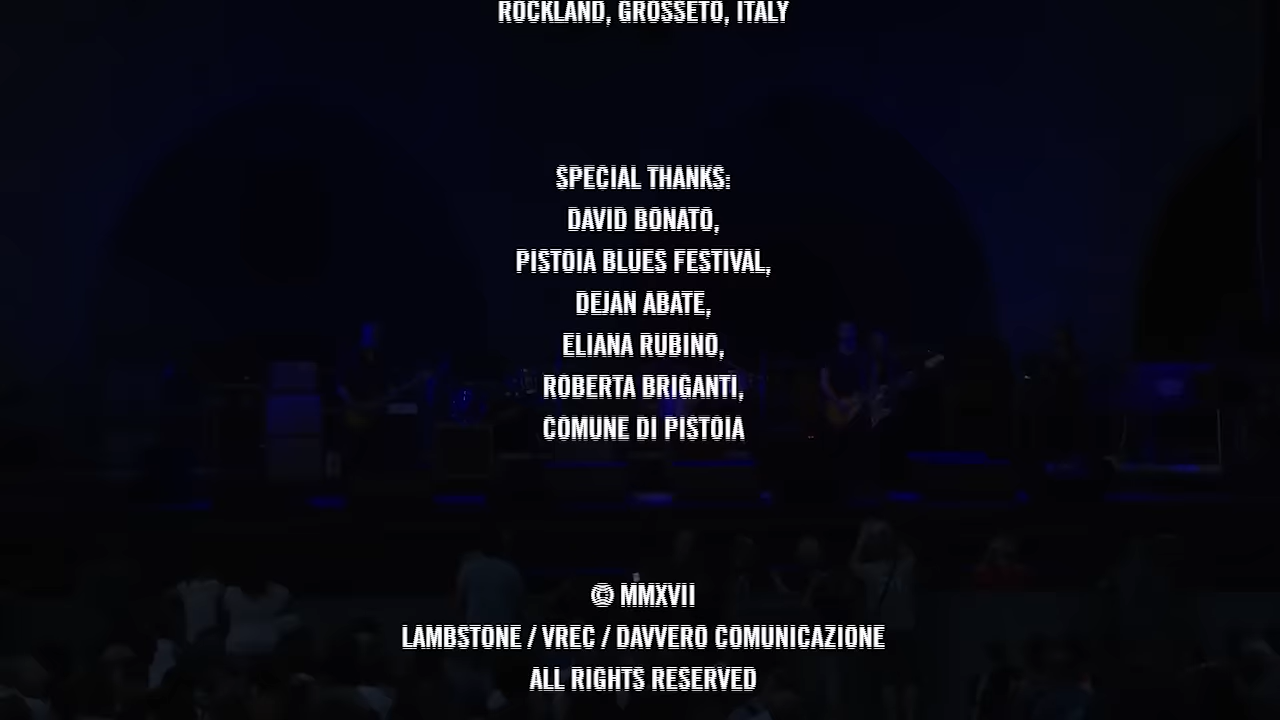 ROCKLAND, GROSSETO, ITALY
SPECIAL THANKS:
DAVID BONATO,
PISTOIA BLUES FESTIVAL,
DEJAN ABATE,
ELIANA RUBINO,
ROBERTA BRIGANTI,
COMUNE DI PISTOIA
© MMXVII
LAMBSTONE / VREC / DAVVERO COMUNICAZIONE
ALL RIGHTS RESERVED